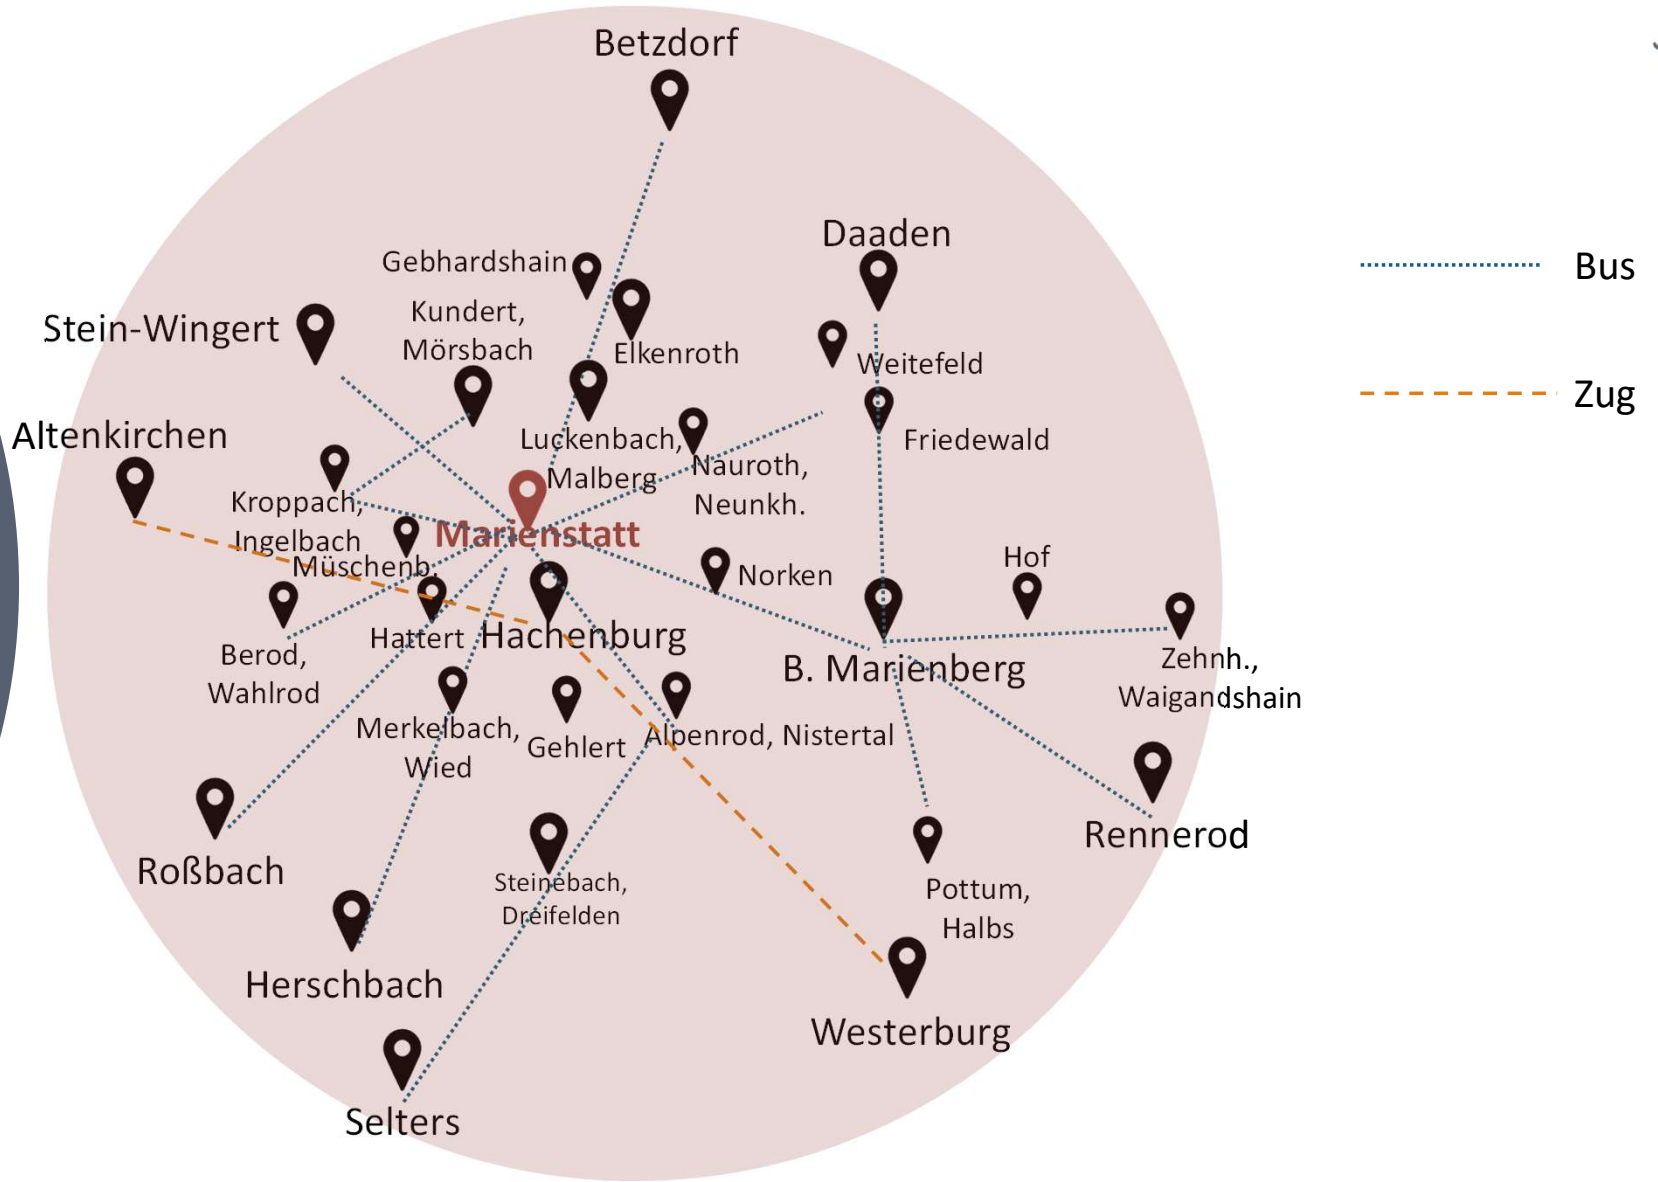 Betzdorf
Daaden
Gebhardshain
Kundert,
Mörsbach
Stein-Wingert
Elkenroth
Weitefeld
Bus
Zug
Altenkirchen
Luckenbach,
Malberg
Friedewald
Nauroth,
Neunkh.
Kroppach,
Ingelbach
Marienstatt
Müschenb.
Hof
Norken
Hattert
Hachenburg
Berod,
Wahlrod
B. Marienberg
Zehnh.,
Waigandshain
Merkelbach,
Wied
Gehlert
Alpenrod, Nistertal
Rennerod
Roßbach
Steinebach,
Dreifelden
Pottum,
Halbs
Herschbach
Westerburg
Selters